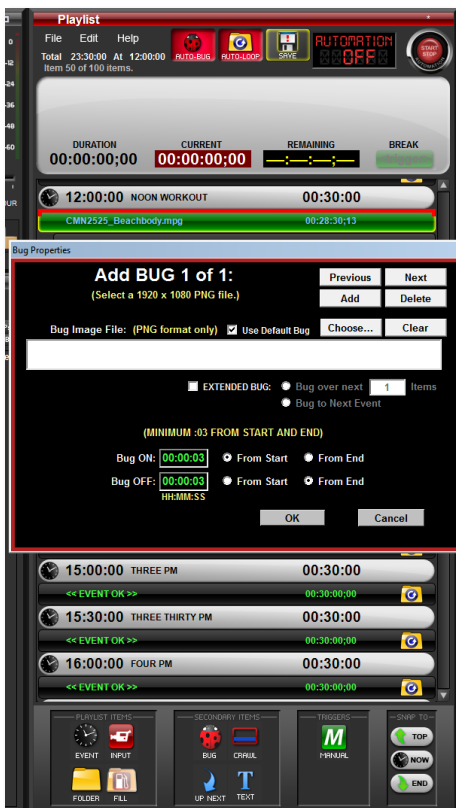 Playlist
File Edit Help
Total 23:30:00 At 12:00:00
Item 50 of 100 items.
AUTO-BUG
AUTO-LOOP
SAVE
AUTOMATION
OFF
START
STOP
AUTOMATION
0
-12
-24
-36
-48
-60
DURATION CURRENT REMAINING BREAK
00:00:00;00 00:00:00;00 --:--:--;--
OUR
12:00:00 NOON WORKOUT 00:30:00
CMN2525_Beachbody.mpg 00:28:30;13
Bug Properties
Add BUG 1 of 1:
(Select a 1920 x 1080 PNG file.)
Previous Next
Add Delete
Bug Image File: (PNG format only) Use Default Bug Choose... Clear
EXTENDED BUG: Bug over next 1 Items
Bug to Next Event
(MINIMUM :03 FROM START AND END)
Bug ON: 00:00:03 From Start From End
Bug OFF: 00:00:03 From Start From End
HH:MM:SS
OK Cancel
15:00:00 THREE PM 00:30:00
<< EVENT OK >> 00:30:00;00
15:30:00 THREE THIRTY PM 00:30:00
<< EVENT OK >> 00:30:00;00
16:00:00 FOUR PM 00:30:00
<< EVENT OK >> 00:30:00;00
PLAYLIST ITEMS SECONDARY ITEMS TRIGGERS SNAP TO
EVENT INPUT BUG CRAWL M MANUAL TOP
NOW
FOLDER FILL UP NEXT T TEXT END